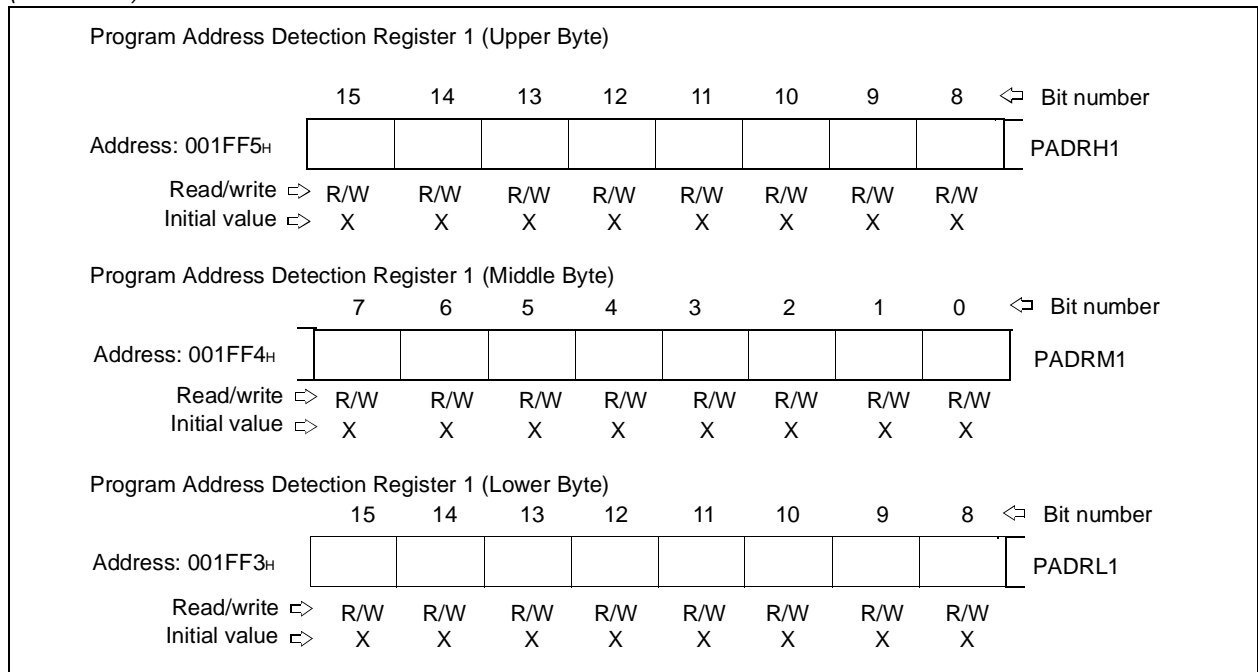 Program Address Detection Register 1 (Upper Byte)
15 14 13 12 11 10 9 8 ⇦ Bit number
Address: 001FF5H PADRH1
Read/write ⇨ R/W R/W R/W R/W R/W R/W R/W R/W
Initial value ⇨ X X X X X X X X
Program Address Detection Register 1 (Middle Byte)
7 6 5 4 3 2 1 0 ⇦ Bit number
Address: 001FF4H PADRM1
Read/write ⇨ R/W R/W R/W R/W R/W R/W R/W R/W
Initial value ⇨ X X X X X X X X
Program Address Detection Register 1 (Lower Byte)
15 14 13 12 11 10 9 8 ⇦ Bit number
Address: 001FF3H PADRL1
Read/write ⇨ R/W R/W R/W R/W R/W R/W R/W R/W
Initial value ⇨ X X X X X X X X